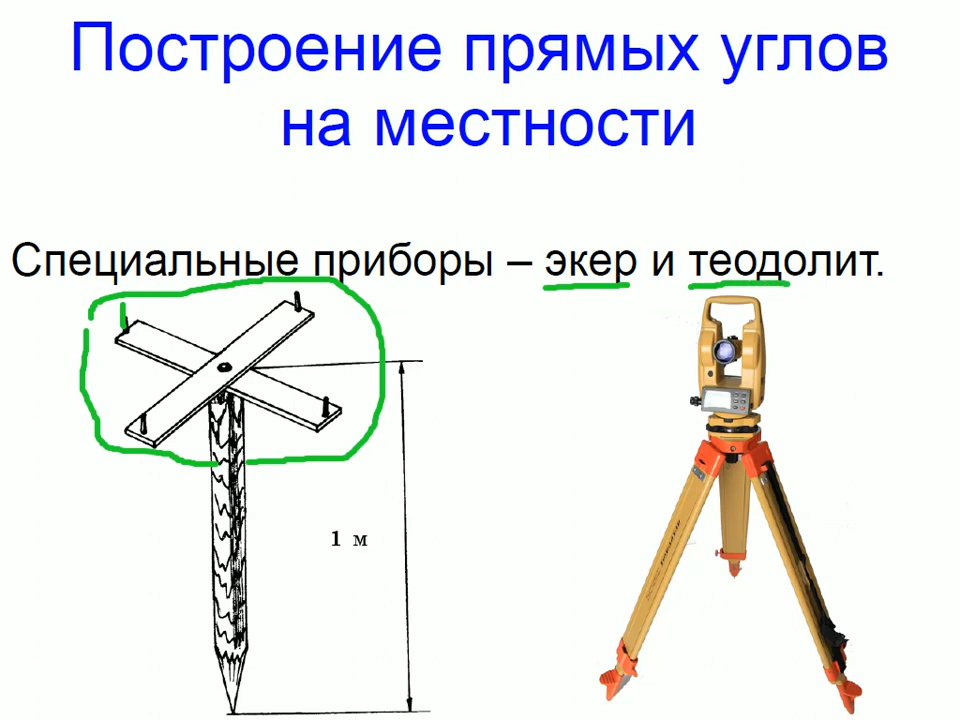 Построение прямых углов
на местности
Специальные приборы – экер и теодолит.
1 м